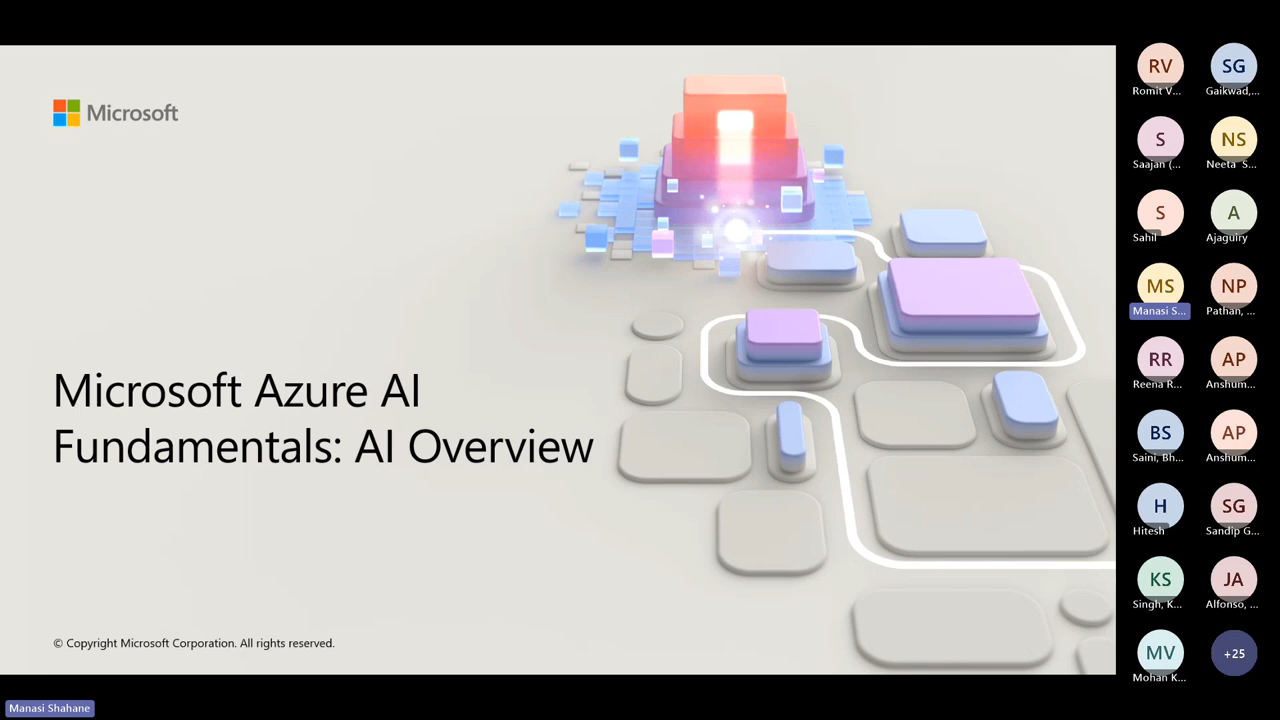 Microsoft
Microsoft Azure AI
Fundamentals: AI Overview
© Copyright Microsoft Corporation. All rights reserved.
RV
Romit V...
SG
Gaikwad,...
S
Saajan (...
NS
Neeta S...
S
Sahil
A
Ajaguiry
MS
Manasi S...
NP
Pathan, ...
RR
Reena R...
AP
Anshum...
BS
Saini, Bh...
AP
Anshum...
H
Hitesh
SG
Sandip G...
KS
Singh, K...
JA
Alfonso, ...
MV
Mohan K...
+25
Manasi Shahane